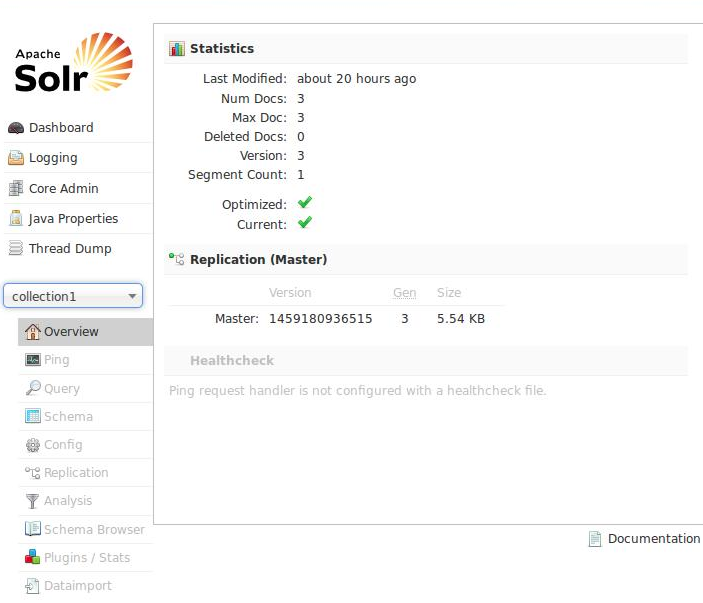 Apache
Solr
Dashboard
Logging
Core Admin
Java Properties
Thread Dump
collection1
Overview
Ping
Query
Schema
Config
Replication
Analysis
Schema Browser
Plugins / Stats
Dataimport
Statistics
Last Modified: about 20 hours ago
Num Docs: 3
Max Doc: 3
Deleted Docs: 0
Version: 3
Segment Count: 1
Optimized:
Current:
Replication (Master)
Version Gen Size
Master: 1459180936515 3 5.54 KB
Healthcheck
Ping request handler is not configured with a healthcheck file.
Documentation